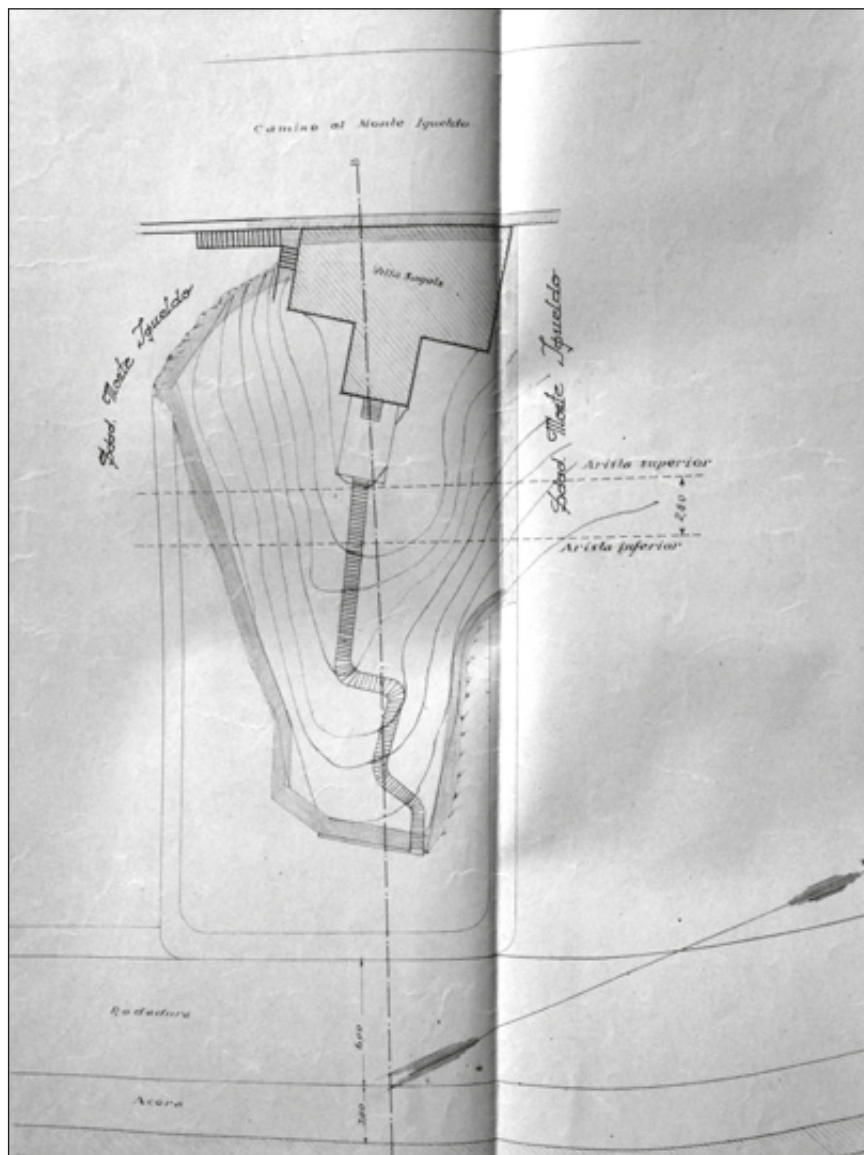 Camino al Monte Igueldo
B
Villa
Sdad. Monte Igueldo
Sdad. Monte Igueldo
Arista superior
2,80
Arista inferior
Rodadura
6,00
Acera
3,00